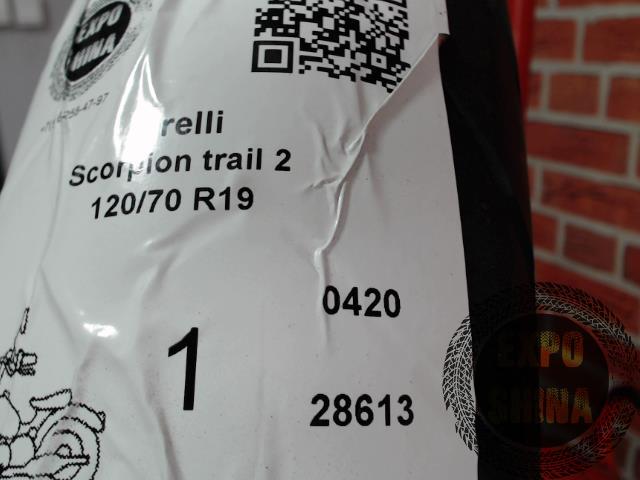 EXPO
SHINA
relli
Scorpion trail 2
120/70 R19
0420
1
28613
EXPO
SHINA